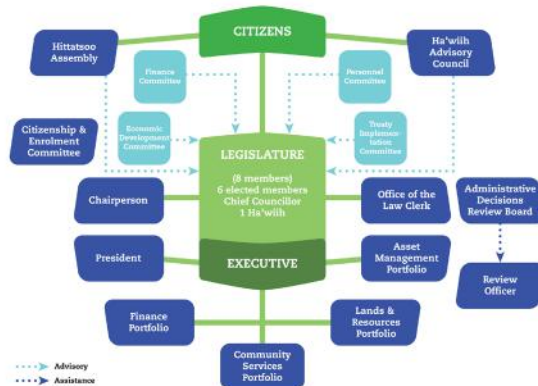 CITIZENS
Hittatsoo
Assembly
Ha'wiih
Advisory
Council
Finance
Committee
Personnel
Committee
Citizenship &
Enrolment
Committee
Economic
Development
Committee
Treaty
Implemen-
tation
Committee
LEGISLATURE
(8 members)
6 elected members
Chief Councillor
1 Ha'wiih
Chairperson
Office of the
Law Clerk
Administrative
Decisions
Review Board
President
EXECUTIVE
Asset
Management
Portfolio
Review
Officer
Finance
Portfolio
Lands &
Resources
Portfolio
Community
Services
Portfolio
Advisory
Assistance